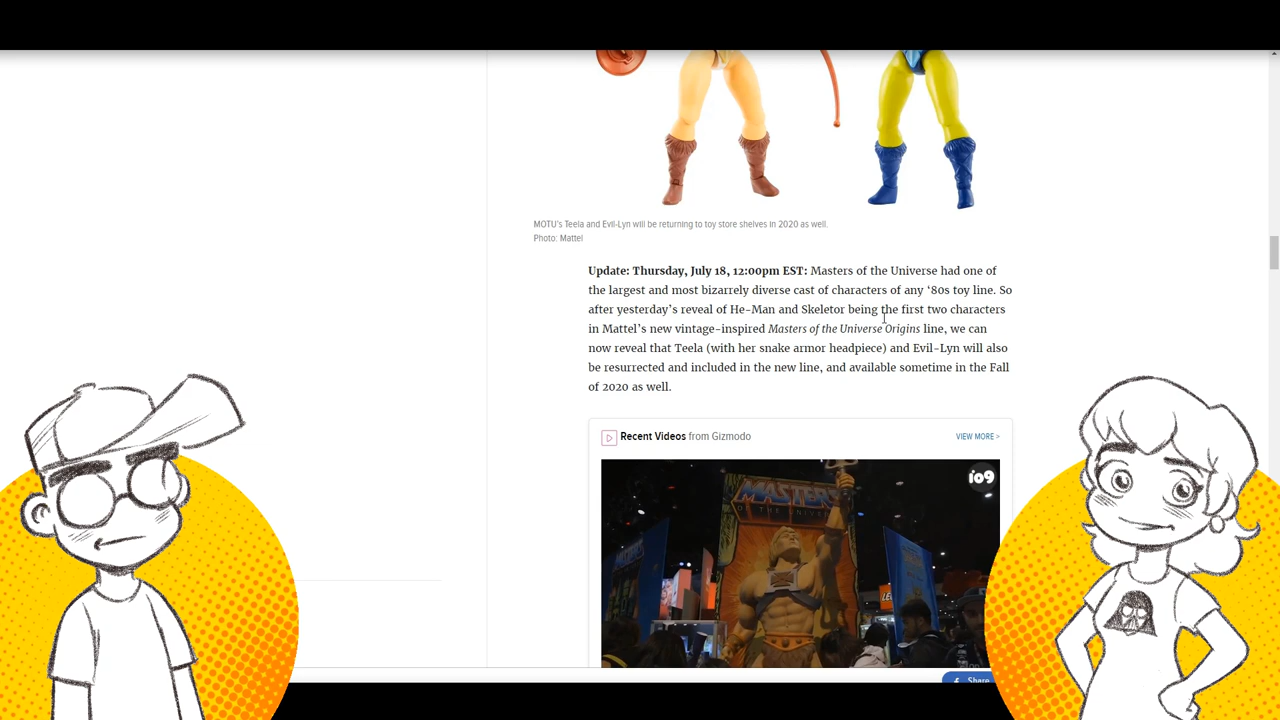 MOTU's Teela and Evil-Lyn will be returning to toy store shelves in 2020 as well.
Photo: Mattel
Update: Thursday, July 18, 12:00pm EST: Masters of the Universe had one of
the largest and most bizarrely diverse cast of characters of any ‘80s toy line. So
after yesterday’s reveal of He-Man and Skeletor being the first two characters
in Mattel’s new vintage-inspired Masters of the Universe Origins line, we can
now reveal that Teela (with her snake armor headpiece) and Evil-Lyn will also
be resurrected and included in the new line, and available sometime in the Fall
of 2020 as well.
Recent Videos from Gizmodo
VIEW MORE >
io9
MASTERS
OF THE UNIVERSE
Share